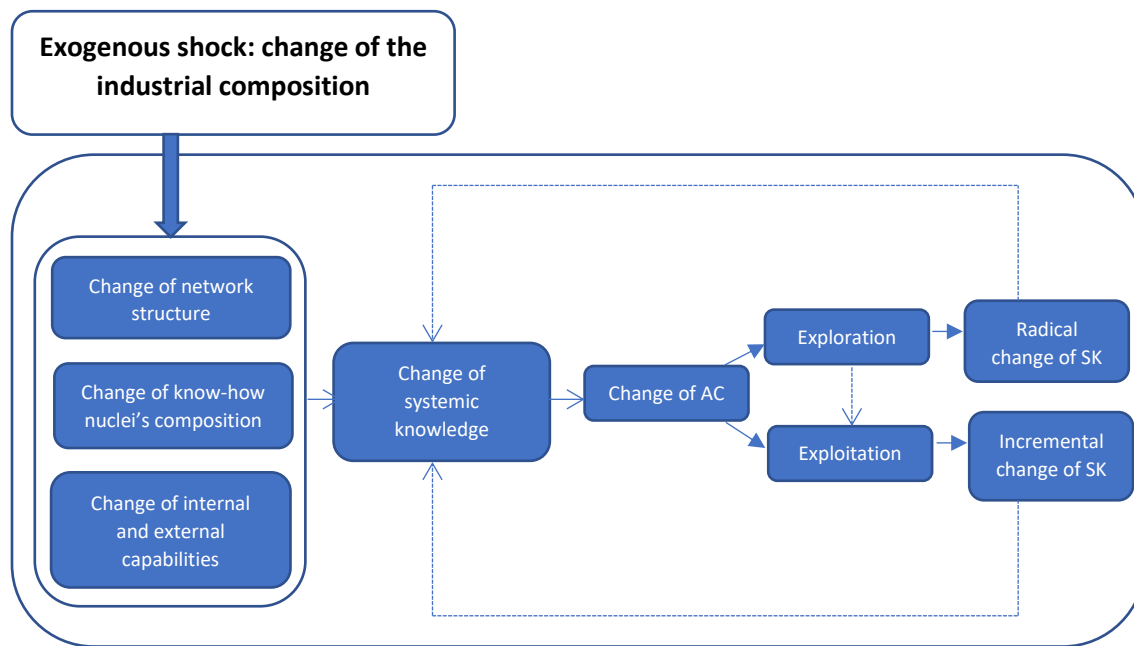 Exogenous shock: change of the
industrial composition
Change of network
structure
Change of know-how
nuclei's composition
Change of internal
and external
capabilities
Change of
systemic
knowledge
Change of AC
Exploration
Exploitation
Radical
change of SK
Incremental
change of SK